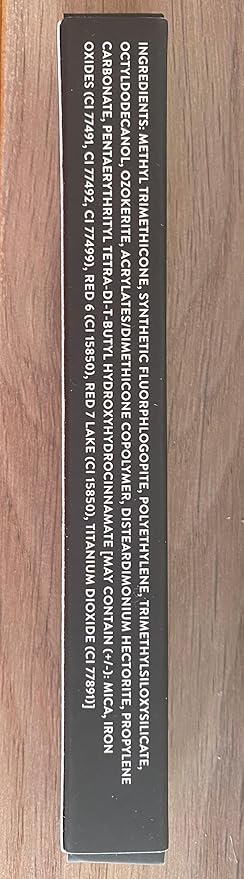 INGREDIENTS: METHYL TRIMETHICONE, SYNTHETIC FLUORPHLOGOPITE, POLYETHYLENE, TRIMETHYLSILOXYSILICATE,
OCTYLDODECANOL, OZOKERITE, ACRYLATES/DIMETHICONE COPOLYMER, DISTEARDIMONIUM HECTORITE, PROPYLENE
CARBONATE, PENTAERYTHRITYL TETRA-DI-T-BUTYL HYDROXYHYDROCINNAMATE [MAY CONTAIN (+/-): MICA, IRON
OXIDES (CI 77491, CI 77492, CI 77499), RED 6 (CI 15850), RED 7 LAKE (CI 15850), TITANIUM DIOXIDE (CI 77891)]